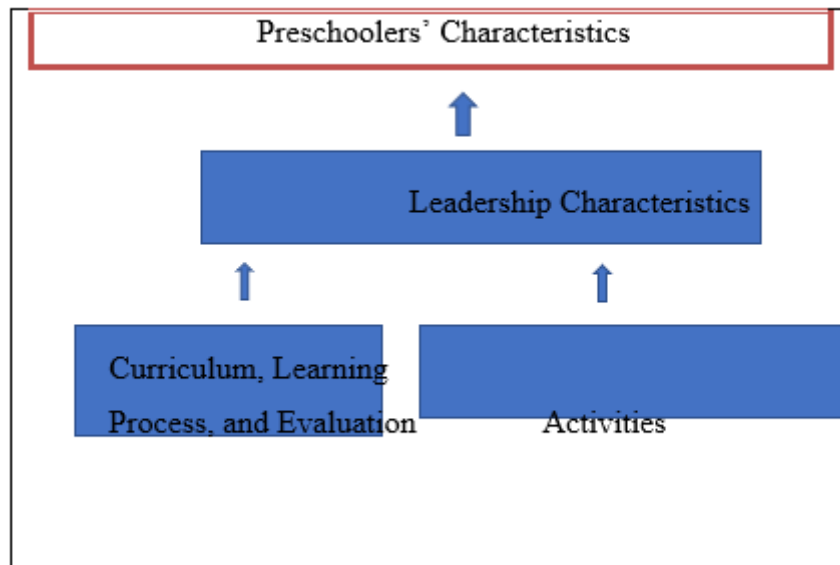 Preschoolers’ Characteristics
Leadership Characteristics
Curriculum, Learning
Process, and Evaluation
Activities